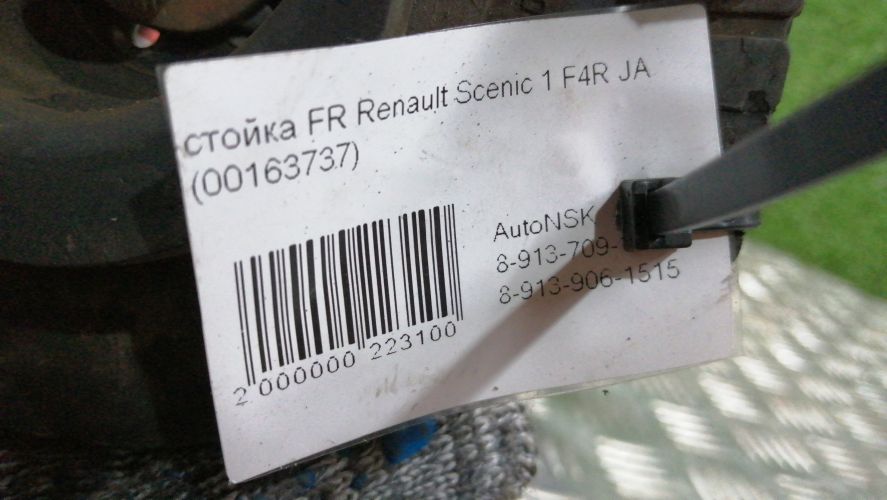 стойка FR Renault Scenic 1 F4R JA
(00163737)
AutoNSK
8-913-709-
8-913-906-1515
2 000000 223100